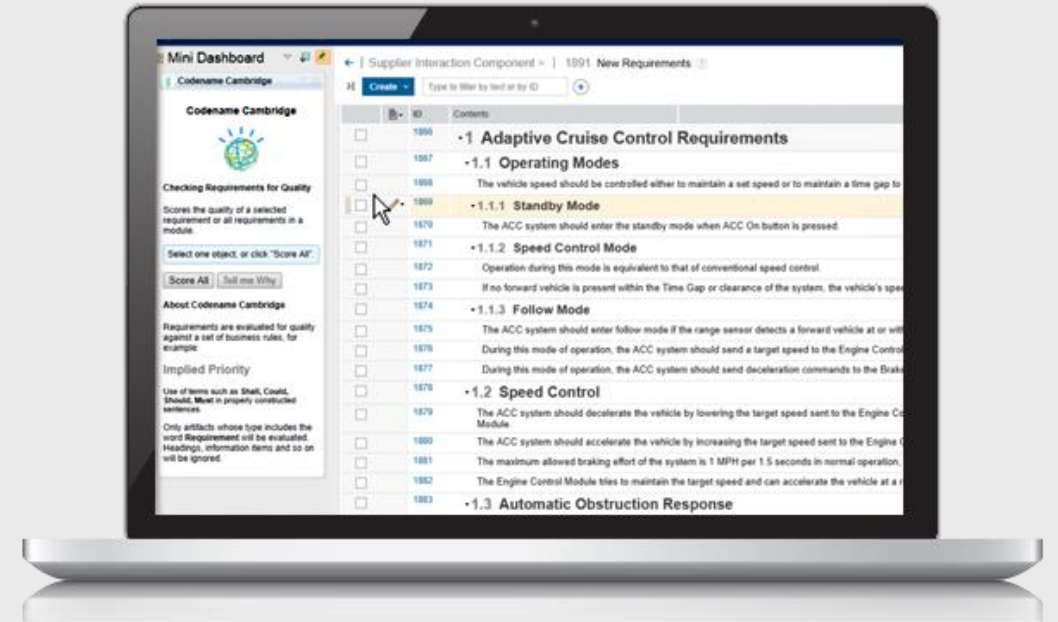 Mini Dashboard
Codename Cambridge
Codename Cambridge
Checking Requirements for Quality
Scores the quality of a selected
requirement or all requirements in a
module.
Select one object, or click "Score All".
Score All Tell me Why
About Codename Cambridge
Requirements are evaluated for quality
against a set of business rules, for
example:
Implied Priority
Use of terms such as Shall, Could,
Should, Must in properly constructed
sentences.
Only artifacts whose type includes the
word Requirement will be evaluated.
Headings, information items and so on
will be ignored.
Supplier Interaction Component > | 1891 New Requirements
Create Type to filter by text or by ID
ID Contents
1866 1 Adaptive Cruise Control Requirements
1867 1.1 Operating Modes
1868 The vehicle speed should be controlled either to maintain a set speed or to maintain a time gap to
1869 1.1.1 Standby Mode
1870 The ACC system should enter the standby mode when ACC On button is pressed.
1871 1.1.2 Speed Control Mode
1872 Operation during this mode is equivalent to that of conventional speed control.
1873 If no forward vehicle is present within the Time Gap or clearance of the system, the vehicle's
1874 1.1.3 Follow Mode
1875 The ACC system should enter follow mode if the range sensor detects a forward vehicle at or
1876 During this mode of operation, the ACC system should send a target speed to the Engine Control
1877 During this mode of operation, the ACC system should send deceleration commands to the
1878 1.2 Speed Control
1879 The ACC system should decelerate the vehicle by lowering the target speed sent to the Engine
Module.
1880 The ACC system should accelerate the vehicle by increasing the target speed sent to the Engine
1881 The maximum allowed braking effort of the system is 1 MPH per 1.5 seconds in normal operation,
1882 The Engine Control Module tries to maintain the target speed and can accelerate the vehicle at a
1883 1.3 Automatic Obstruction Response